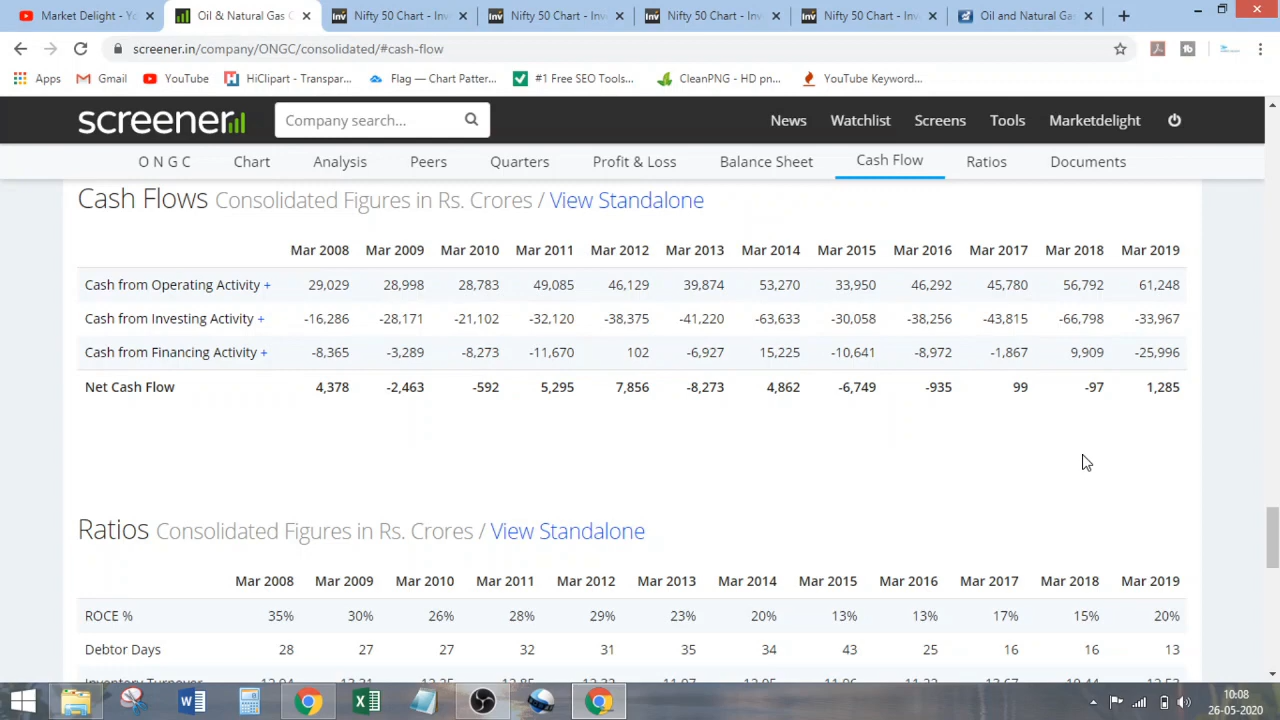 Market Delight - Yo
Oil & Natural Gas C
Nifty 50 Chart - Inv
Nifty 50 Chart - Inv
Nifty 50 Chart - Inv
Nifty 50 Chart - Inv
Oil and Natural Ga
screener.in/company/ONGC/consolidated/#cash-flow
Apps
Gmail
YouTube
HiClipart - Transpar...
Flag — Chart Patter...
#1 Free SEO Tools...
CleanPNG - HD pn...
YouTube Keyword...
screener
Company search...
News
Watchlist
Screens
Tools
Marketdelight
O N G C
Chart
Analysis
Peers
Quarters
Profit & Loss
Balance Sheet
Cash Flow
Ratios
Documents
Cash Flows Consolidated Figures in Rs. Crores / View Standalone
Mar 2008 Mar 2009 Mar 2010 Mar 2011 Mar 2012 Mar 2013 Mar 2014 Mar 2015 Mar 2016 Mar 2017 Mar 2018 Mar 2019
Cash from Operating Activity + 29,029 28,998 28,783 49,085 46,129 39,874 53,270 33,950 46,292 45,780 56,792 61,248
Cash from Investing Activity + -16,286 -28,171 -21,102 -32,120 -38,375 -41,220 -63,633 -30,058 -38,256 -43,815 -66,798 -33,967
Cash from Financing Activity + -8,365 -3,289 -8,273 -11,670 102 -6,927 15,225 -10,641 -8,972 -1,867 9,909 -25,996
Net Cash Flow 4,378 -2,463 -592 5,295 7,856 -8,273 4,862 -6,749 -935 99 -97 1,285
Ratios Consolidated Figures in Rs. Crores / View Standalone
Mar 2008 Mar 2009 Mar 2010 Mar 2011 Mar 2012 Mar 2013 Mar 2014 Mar 2015 Mar 2016 Mar 2017 Mar 2018 Mar 2019
ROCE % 35% 30% 26% 28% 29% 23% 20% 13% 13% 17% 15% 20%
Debtor Days 28 27 27 32 31 35 34 43 25 16 16 13
Inventory Turnover
10:08
26-05-2020